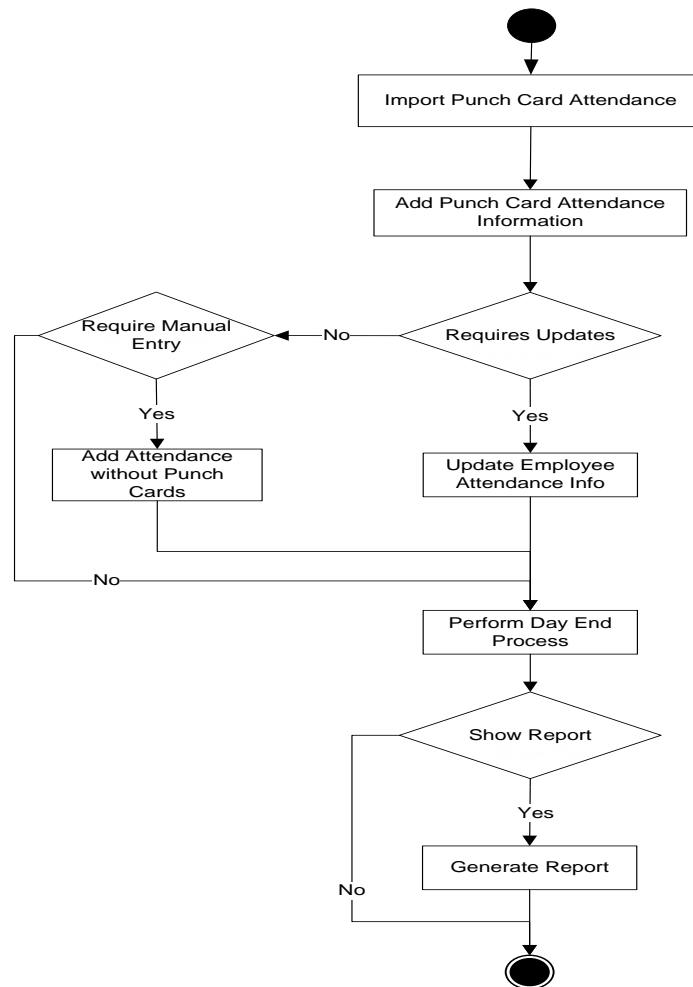 Import Punch Card Attendance
Add Punch Card Attendance
Information
Require Manual
Entry
No
Requires Updates
Yes
Yes
Add Attendance
without Punch
Cards
Update Employee
Attendance Info
No
Perform Day End
Process
Show Report
Yes
Generate Report
No